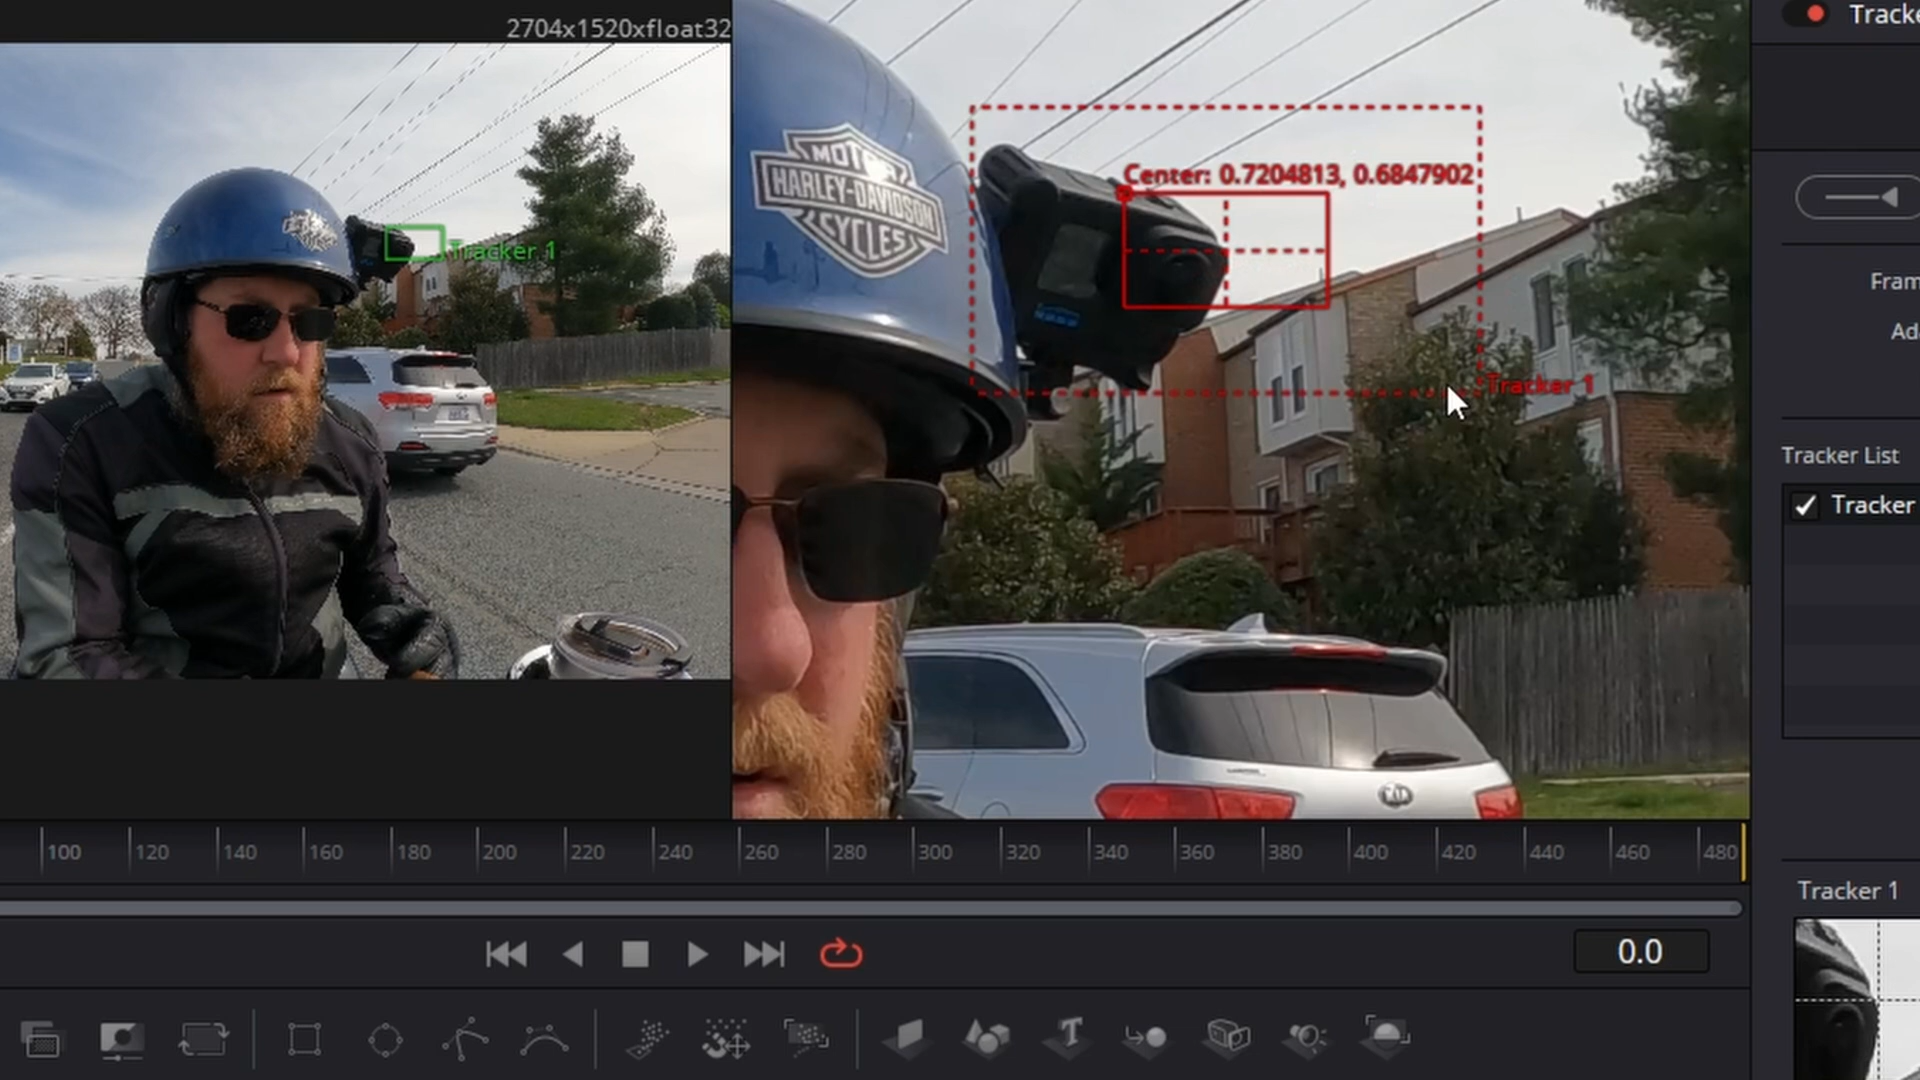 2704x1520xfloat32
Tracke
MOTOR
HARLEY-DAVIDSON
CYCLES
Center: 0.7204813, 0.6847902
Tracker 1
Tracker 1
Fram
Ad
Tracker List
Tracker
KIA
100 120 140 160 180 200 220 240 260 280 300 320 340 360 380 400 420 440 460 480
Tracker 1
0.0
T